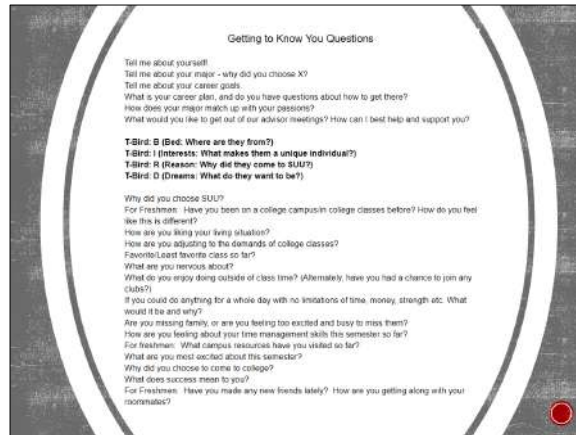 Getting to Know You Questions
Tell me about yourself!
Tell me about your major - why did you choose X?
Tell me about your career goals.
What is your career plan, and do you have questions about how to get there?
How does your major match up with your passions?
What would you like to get out of our advisor meetings? How can I best help and support you?
T-Bird: B (Bed: Where are they from?)
T-Bird: I (Interests: What makes them a unique individual?)
T-Bird: R (Reason: Why did they come to SUU?)
T-Bird: D (Dreams: What do they want to be?)
Why did you choose SUU?
For Freshmen: Have you been on a college campus/in college classes before? How do you feel
like this is different?
How are you liking your living situation?
How are you adjusting to the demands of college classes?
Favorite/Least favorite class so far?
What are you nervous about?
What do you enjoy doing outside of class time? (Alternately, have you had a chance to join any
clubs?)
If you could do anything for a whole day with no limitations of time, money, strength etc. What
would it be and why?
Are you missing family, or are you feeling too excited and busy to miss them?
How are you feeling about your time management skills this semester so far?
For freshmen: What campus resources have you visited so far?
What are you most excited about this semester?
Why did you choose to come to college?
What does success mean to you?
For Freshmen: Have you made any new friends lately? How are you getting along with your
roommates?